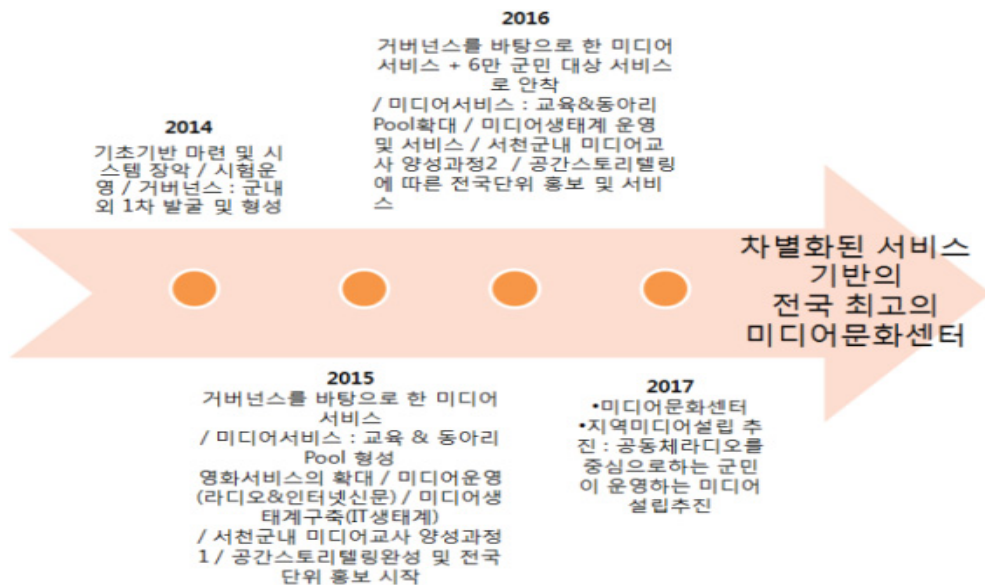 2014
기초기반 마련 및 시
스템 장악 / 시험운
영 / 거버넌스 : 군내
외 1차 발굴 및 형성
2015
거버넌스를 바탕으로 한 미디어
서비스
/ 미디어서비스 : 교육 & 동아리
Pool 형성
영화서비스의 확대 / 미디어운영
(라디오&인터넷신문) / 미디어생
태계구축(IT생태계)
/ 서천군내 미디어교사 양성과정
1 / 공간스토리텔링완성 및 전국
단위 홍보 시작
2016
거버넌스를 바탕으로 한 미디어
서비스 + 6만 군민 대상 서비스
로 안착
/ 미디어서비스 : 교육&동아리
Pool확대 / 미디어생태계 운영
및 서비스 / 서천군내 미디어교
사 양성과정2 / 공간스토리텔링
에 따른 전국단위 홍보 및 서비
스
2017
•미디어문화센터
•지역미디어설립 추
진 : 공동체라디오를
중심으로하는 군민
이 운영하는 미디어
설립추진
차별화된 서비스
기반의
전국 최고의
미디어문화센터